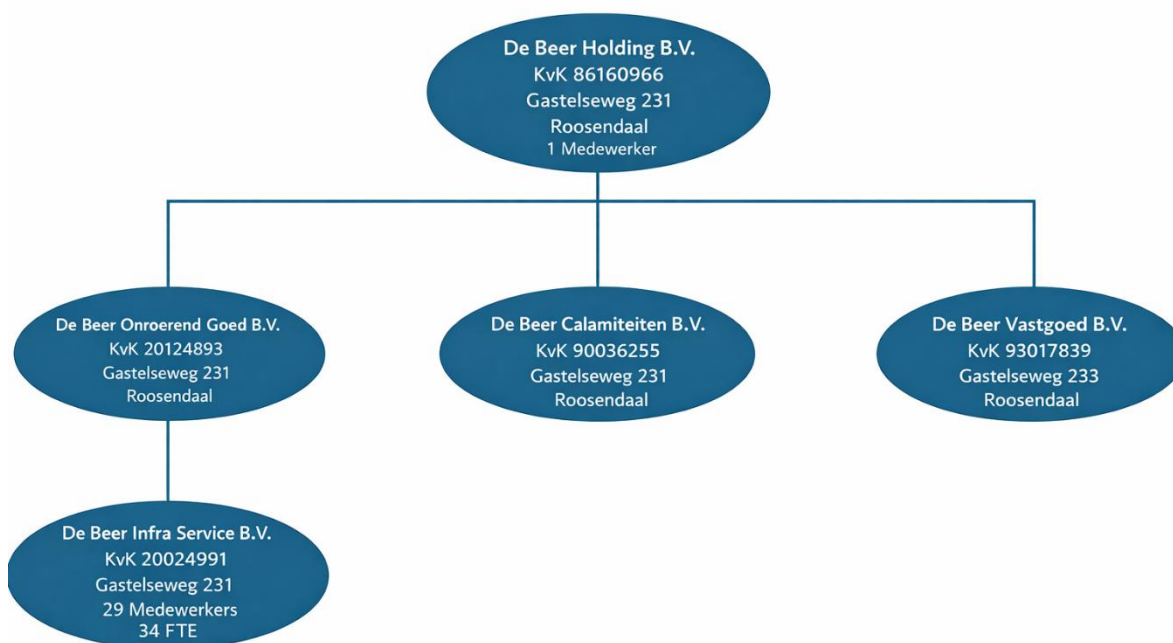 De Beer Holding B.V.
KvK 86160966
Gastelseweg 231
Roosendaal
1 Medewerker
De Beer Onroerend Goed B.V.
KvK 20124893
Gastelseweg 231
Roosendaal
De Beer Calamiteiten B.V.
KvK 90036255
Gastelseweg 231
Roosendaal
De Beer Vastgoed B.V.
KvK 93017839
Gastelseweg 233
Roosendaal
De Beer Infra Service B.V.
KvK 20024991
Gastelseweg 231
29 Medewerkers
34 FTE